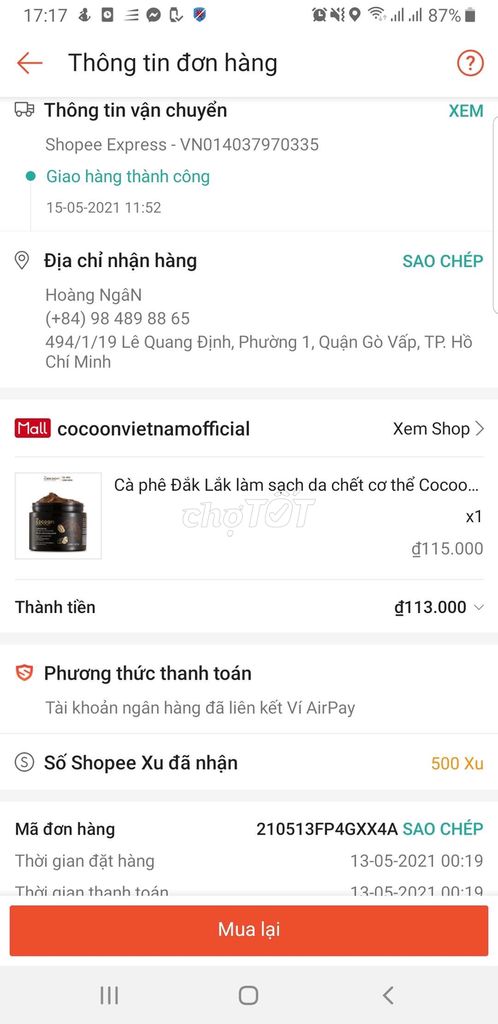 17:17
87%
Thông tin đơn hàng
?
Thông tin vận chuyển XEM
Shopee Express - VN014037970335
Giao hàng thành công
15-05-2021 11:52
Địa chỉ nhận hàng SAO CHÉP
Hoàng NgâN
(+84) 98 489 88 65
494/1/19 Lê Quang Định, Phường 1, Quận Gò Vấp, TP. Hồ
Chí Minh
Mall cocoonvietnamofficial Xem Shop
Cà phê Đắk Lắk làm sạch da chết cơ thể Cocoo...
chợTỐT
x1
Cocoon
₫115.000
Thành tiền ₫113.000
Phương thức thanh toán
Tài khoản ngân hàng đã liên kết Ví AirPay
S Số Shopee Xu đã nhận 500 Xu
Mã đơn hàng 210513FP4GXX4A SAO CHÉP
Thời gian đặt hàng 13-05-2021 00:19
Thời gian thanh toán 13-05-2021 00:19
Mua lại